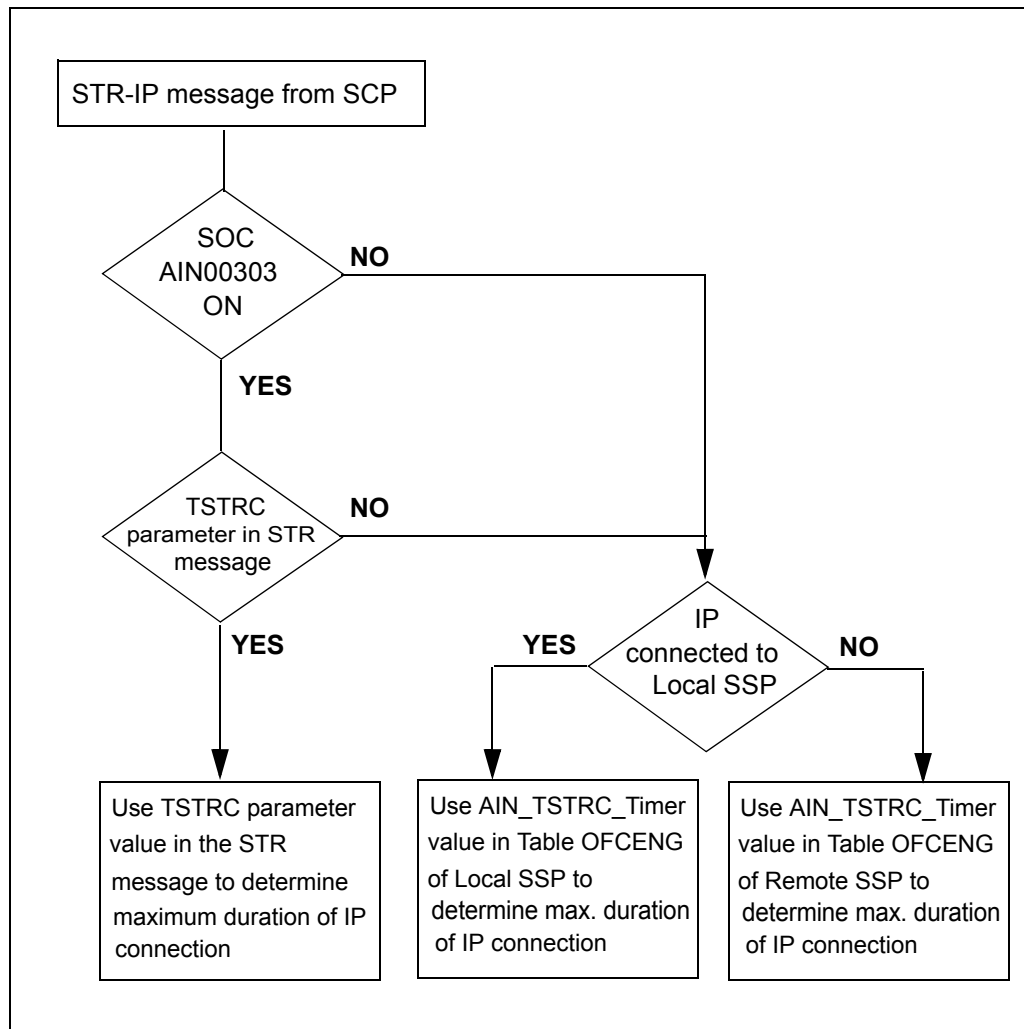 STR-IP message from SCP
SOC
AIN00303
ON
NO
YES
TSTRC
parameter in STR
message
NO
YES
IP
connected to
Local SSP
YES
NO
Use TSTRC parameter
value in the STR
message to determine
maximum duration of IP
connection
Use AIN_TSTRC_Timer
value in Table OFCENG
of Local SSP to
determine max. duration
of IP connection
Use AIN_TSTRC_Timer
value in Table OFCENG
of Remote SSP to
determine max. duration
of IP connection